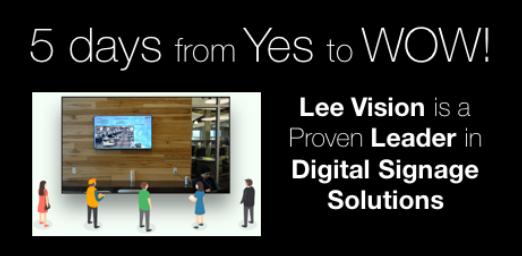 5 days from Yes to WOW!
Lee Vision is a
Proven Leader in
Digital Signage
Solutions